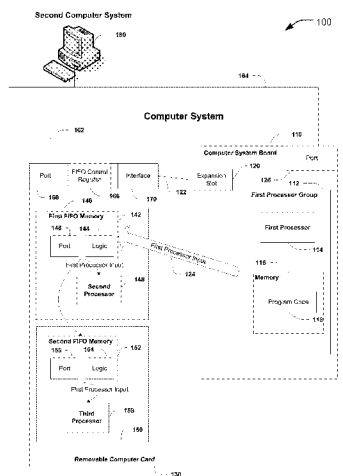 Second Computer System
180
100
184
Computer System
162
110
Computer System Board
Port
FIFO Control Register
Interface
120
Port
Expansion Slot
126
112
160
146
166
170
122
First Processor Group
First FIFO Memory
142
148
144
First Processor
Port
Logic
First Processor Input
114
First Processor Input
116
Memory
Second Processor
148
124
Program Code
118
Second FIFO Memory
152
154
Port
Logic
First Processor Input
Third Processor
150
Removable Computer Card
130